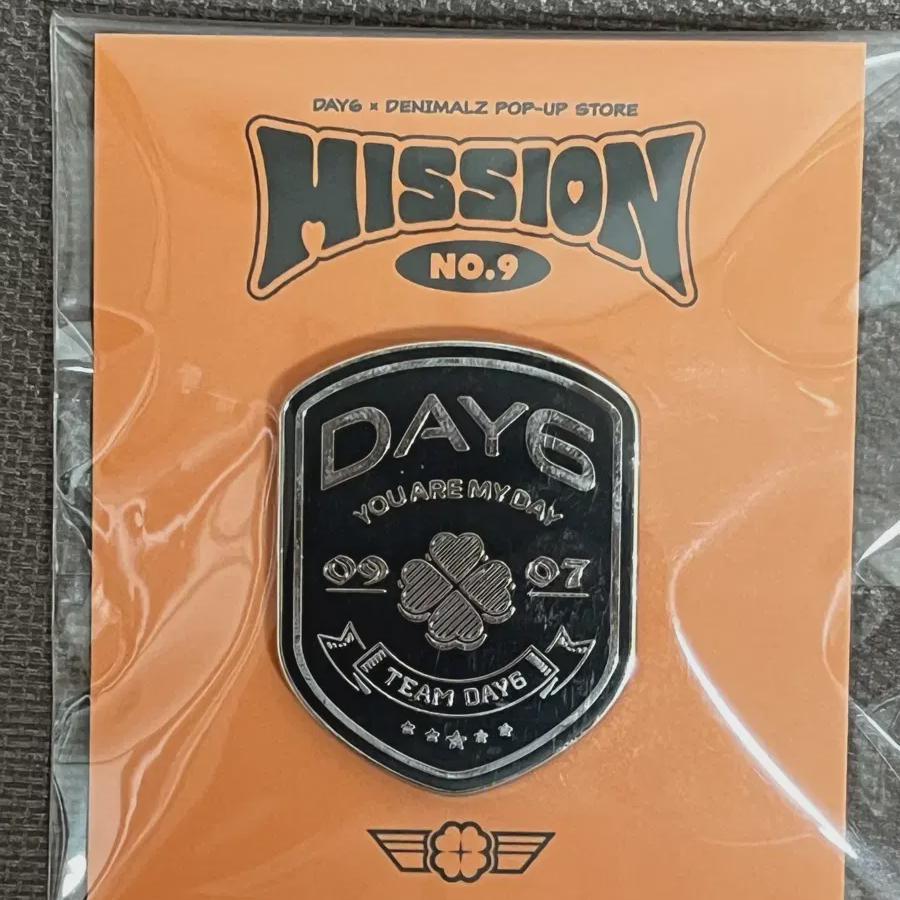 DAY6 × DENIMALZ POP-UP STORE
MISSION
NO.9
DAY6
YOU ARE MY DAY
09 07
TEAM DAY6